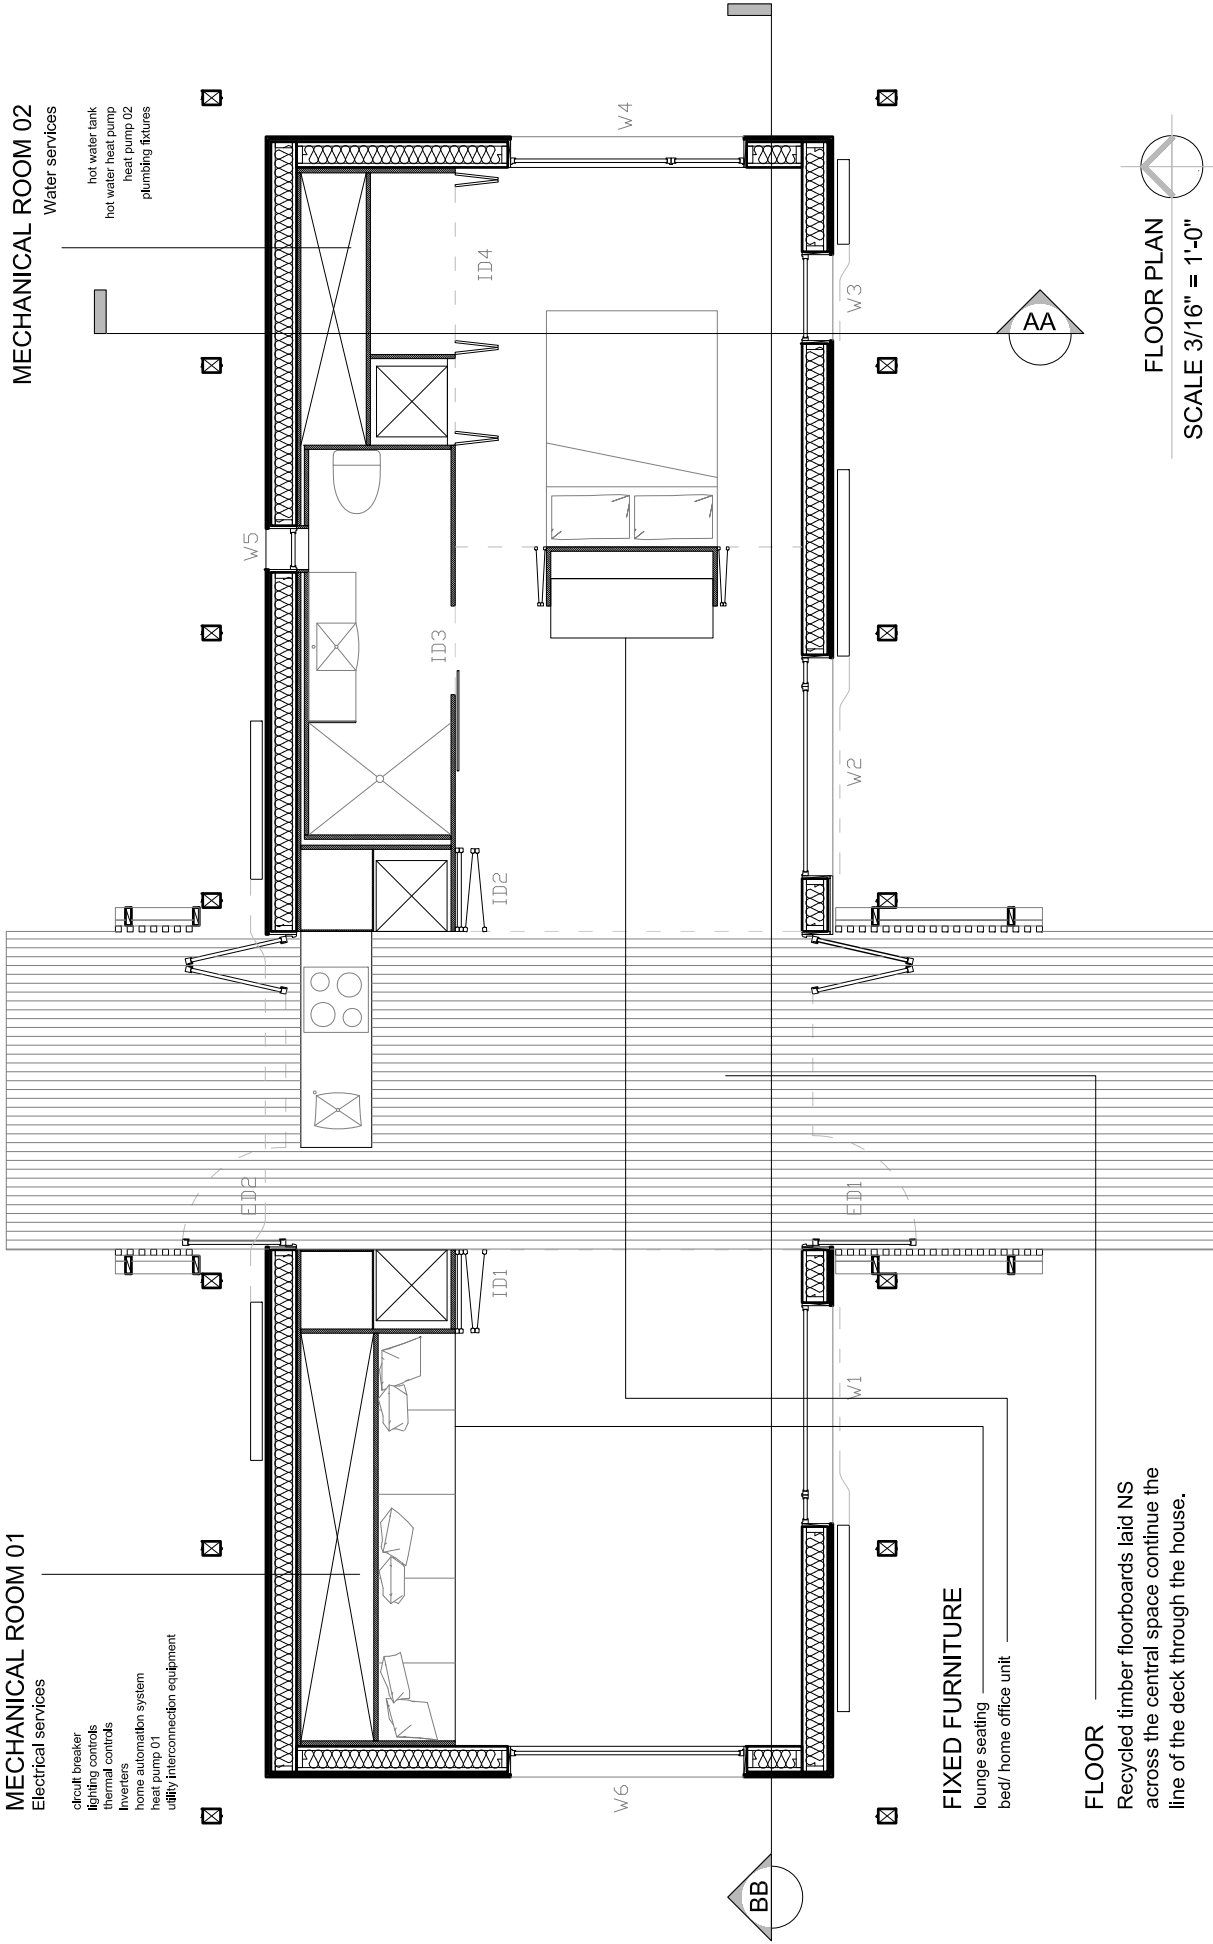 MECHANICAL ROOM 01
Electrical services
circuit breaker
lighting controls
thermal controls
Inverters
home automation system
heat pump 01
utility interconnection equipment
MECHANICAL ROOM 02
Water services
hot water tank
hot water heat pump
heat pump 02
plumbing fixtures
ED2
W5
ID3
ID4
ID1
ID2
W6
W4
BB
ED1
W1
W2
W3
AA
FIXED FURNITURE
lounge seating
bed/ home office unit
FLOOR
Recycled timber floorboards laid NS
across the central space continue the
line of the deck through the house.
FLOOR PLAN
SCALE 3/16" = 1'-0"